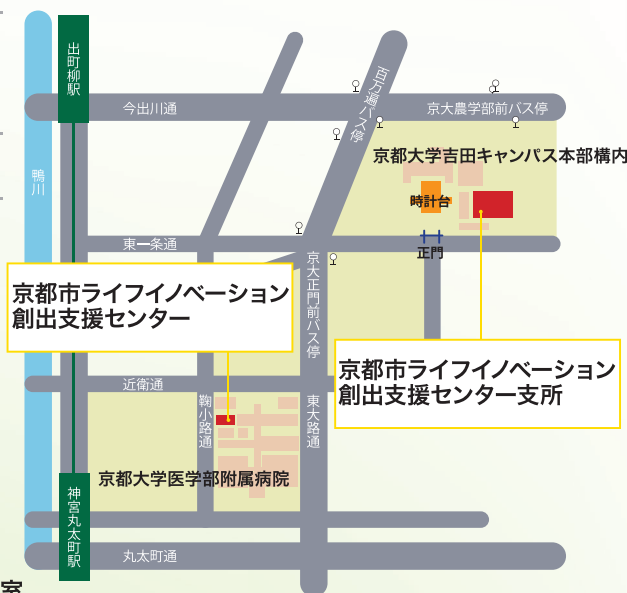 出町柳駅
今出川通
百万遍バス停
京大農学部前バス停
京都大学吉田キャンパス本部構内
鴨川
時計台
東一条通
正門
京大正門前バス停
京都市ライフイノベーション
創出支援センター
京都市ライフイノベーション
創出支援センター支所
近衛通
鞠小路通
東大路通
京都大学医学部附属病院
神宮丸太町駅
丸太町通
室